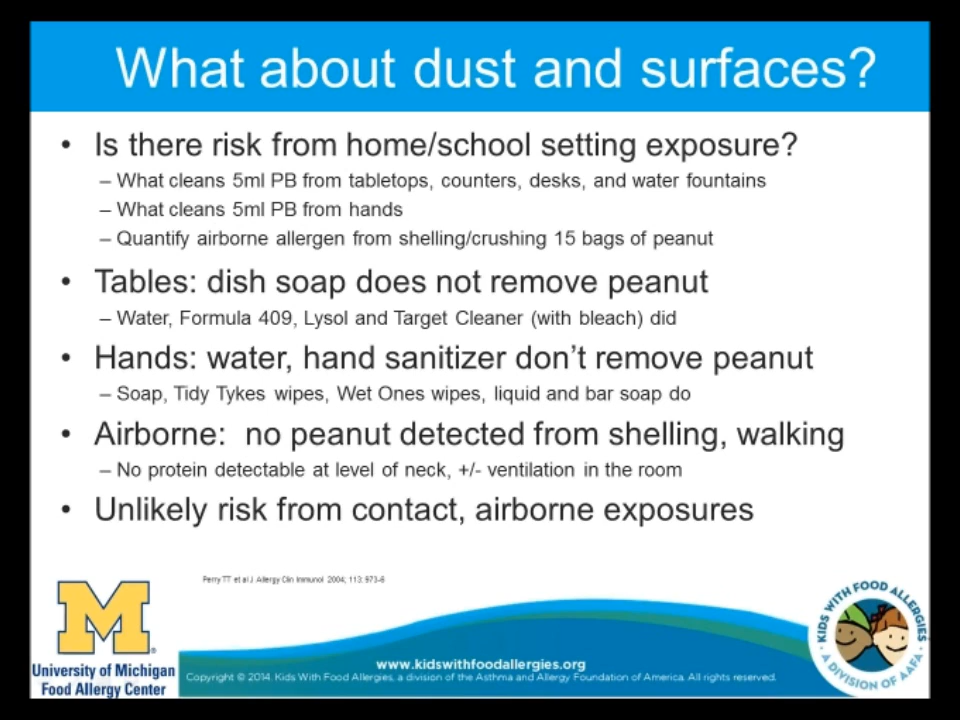 What about dust and surfaces?
• Is there risk from home/school setting exposure?
– What cleans 5ml PB from tabletops, counters, desks, and water fountains
– What cleans 5ml PB from hands
– Quantify airborne allergen from shelling/crushing 15 bags of peanut
• Tables: dish soap does not remove peanut
– Water, Formula 409, Lysol and Target Cleaner (with bleach) did
• Hands: water, hand sanitizer don't remove peanut
– Soap, Tidy Tykes wipes, Wet Ones wipes, liquid and bar soap do
• Airborne: no peanut detected from shelling, walking
– No protein detectable at level of neck, +/- ventilation in the room
• Unlikely risk from contact, airborne exposures
Perry TT et al J Allergy Clin Immunol 2004; 113: 973-6
M
University of Michigan
Food Allergy Center
www.kidswithfoodallergies.org
Copyright © 2014. Kids With Food Allergies, a division of the Asthma and Allergy Foundation of America. All rights reserved.
KIDS WITH FOOD ALLERGIES
A DIVISION OF AAFA